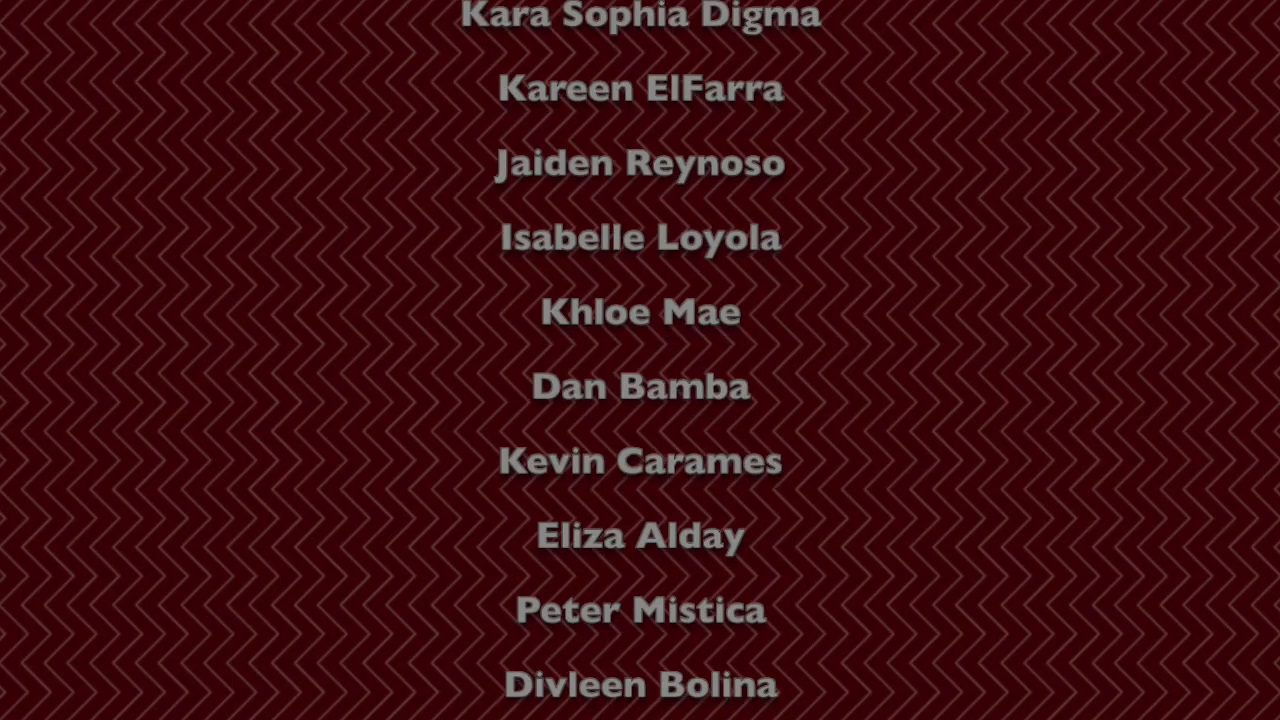 Kara Sophia Digma
Kareen ElFarra
Jaiden Reynoso
Isabelle Loyola
Khloe Mae
Dan Bamba
Kevin Carames
Eliza Alday
Peter Mistica
Divleen Bolina